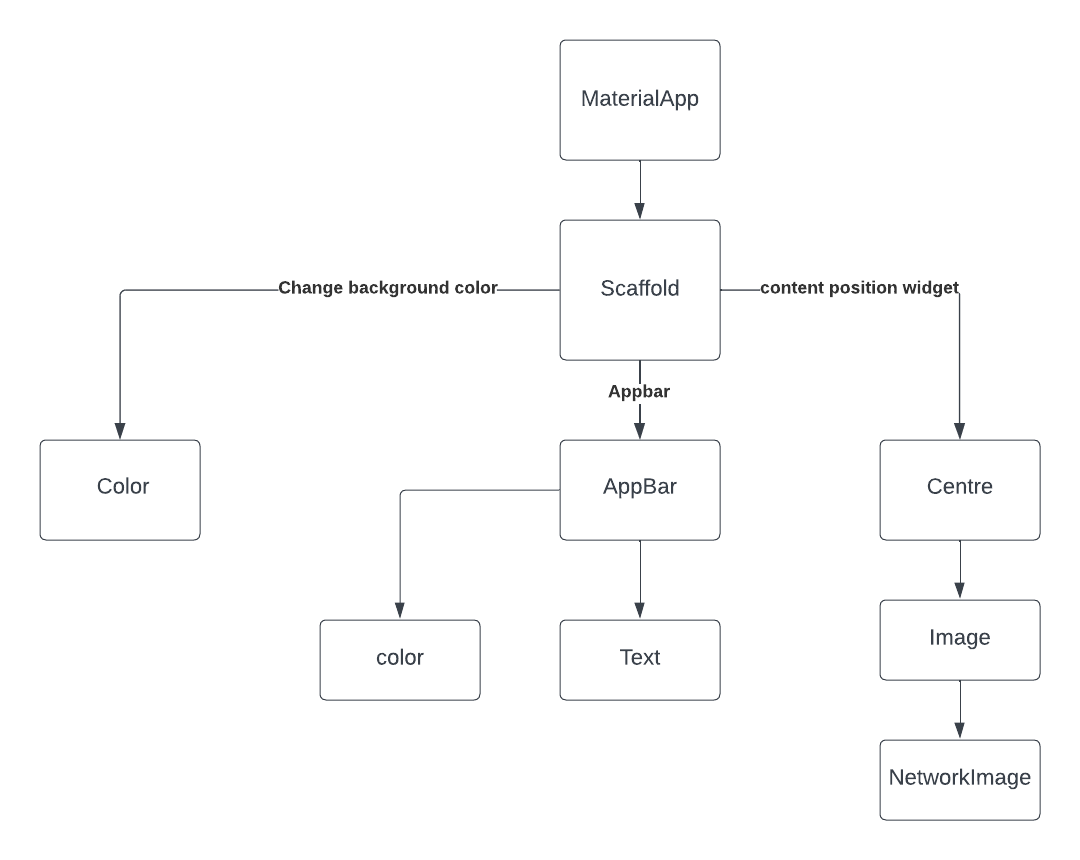 MaterialApp
Change background color
Scaffold
content position widget
Appbar
Color
AppBar
Centre
color
Text
Image
NetworkImage